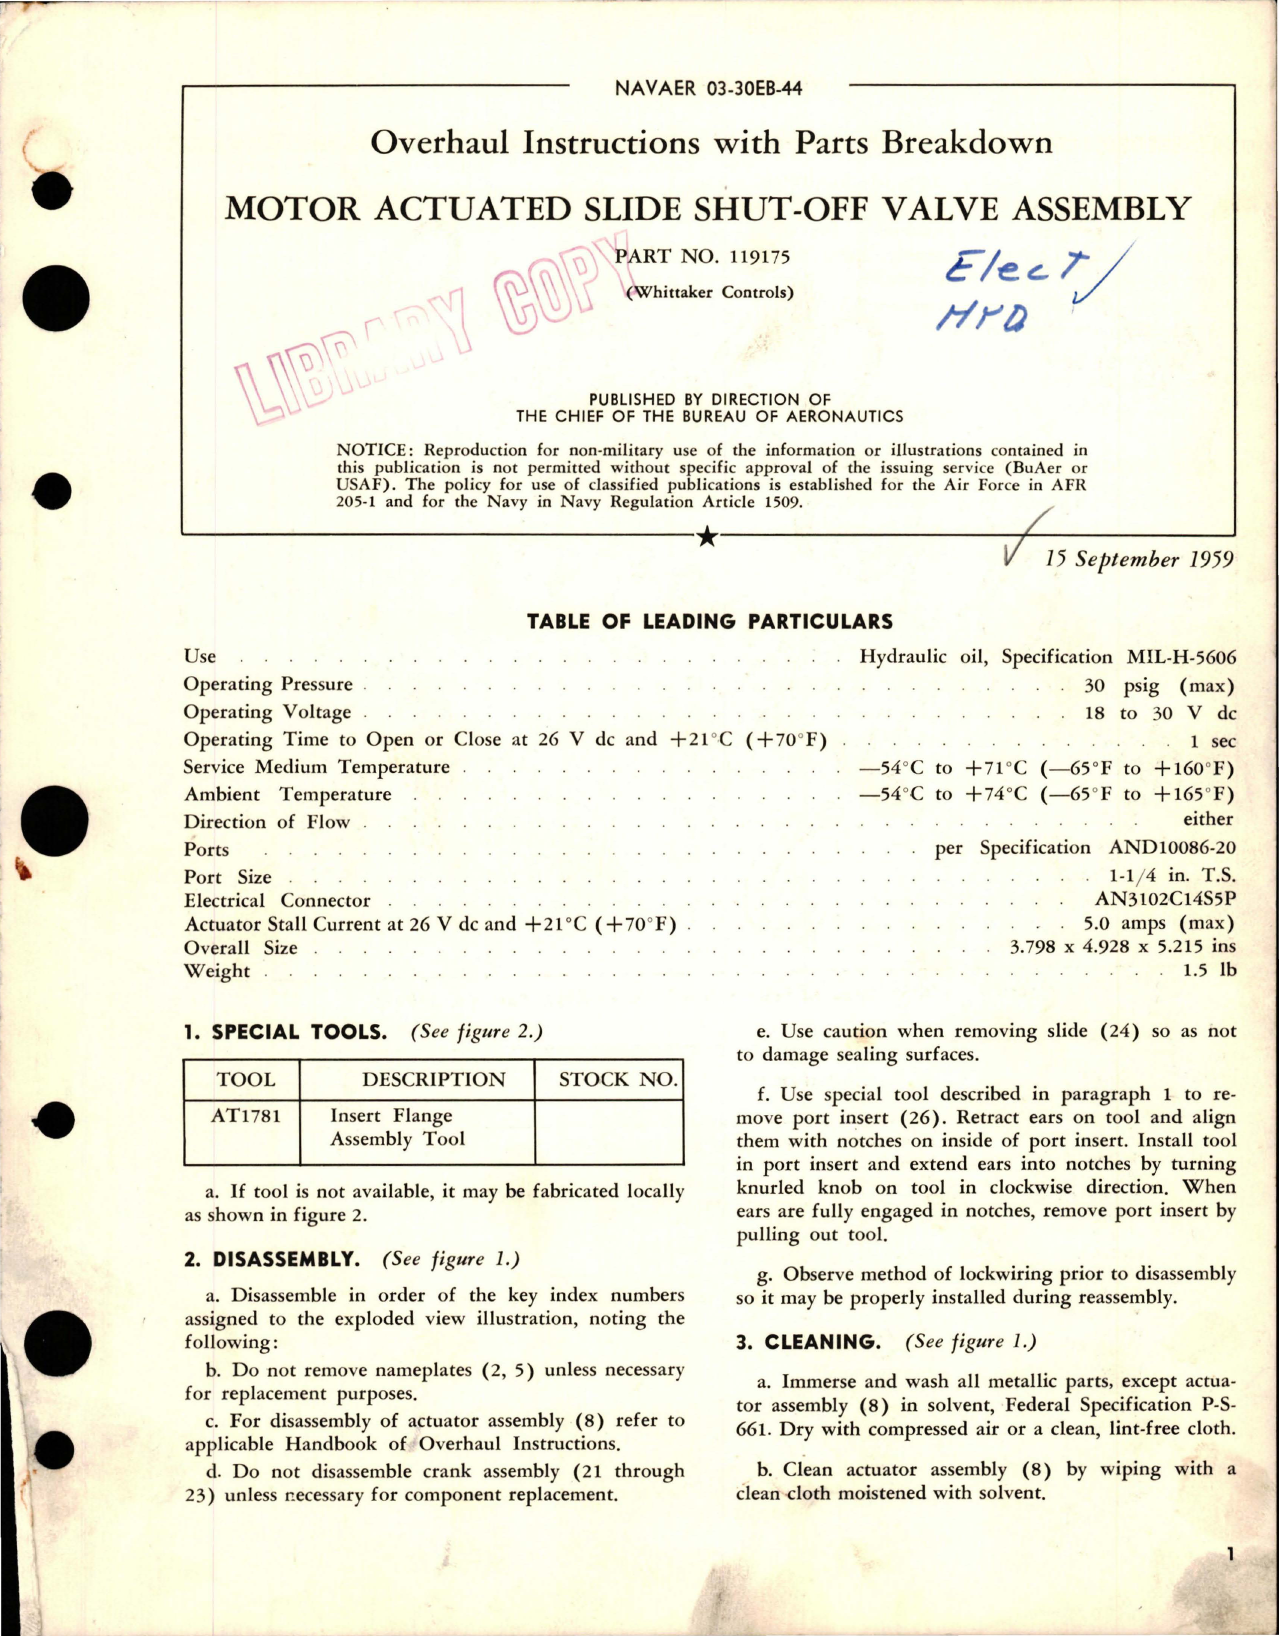 NAVAER 03-30EB-44
Overhaul Instructions with Parts Breakdown
MOTOR ACTUATED SLIDE SHUT-OFF VALVE ASSEMBLY
PART NO. 119175
(Whittaker Controls)
LIBRARY COPY
Elect
HYD
PUBLISHED BY DIRECTION OF
THE CHIEF OF THE BUREAU OF AERONAUTICS
NOTICE: Reproduction for non-military use of the information or illustrations contained in
this publication is not permitted without specific approval of the issuing service (BuAer or
USAF). The policy for use of classified publications is established for the Air Force in AFR
205-1 and for the Navy in Navy Regulation Article 1509.
15 September 1959
TABLE OF LEADING PARTICULARS
Use . . . . . Hydraulic oil, Specification MIL-H-5606
Operating Pressure . . . . . 30 psig (max)
Operating Voltage . . . . . 18 to 30 V dc
Operating Time to Open or Close at 26 V dc and +21°C (+70°F) . . . . . 1 sec
Service Medium Temperature . . . . . —54°C to +71°C (—65°F to +160°F)
Ambient Temperature . . . . . —54°C to +74°C (—65°F to +165°F)
Direction of Flow . . . . . either
Ports . . . . . per Specification AND10086-20
Port Size . . . . . 1-1/4 in. T.S.
Electrical Connector . . . . . AN3102C14S5P
Actuator Stall Current at 26 V dc and +21°C (+70°F) . . . . . 5.0 amps (max)
Overall Size . . . . . 3.798 x 4.928 x 5.215 ins
Weight . . . . . 1.5 lb
1. SPECIAL TOOLS. (See figure 2.)
TOOL DESCRIPTION STOCK NO.
AT1781 Insert Flange
Assembly Tool
a. If tool is not available, it may be fabricated locally
as shown in figure 2.
2. DISASSEMBLY. (See figure 1.)
a. Disassemble in order of the key index numbers
assigned to the exploded view illustration, noting the
following:
b. Do not remove nameplates (2, 5) unless necessary
for replacement purposes.
c. For disassembly of actuator assembly (8) refer to
applicable Handbook of Overhaul Instructions.
d. Do not disassemble crank assembly (21 through
23) unless necessary for component replacement.
e. Use caution when removing slide (24) so as not
to damage sealing surfaces.
f. Use special tool described in paragraph 1 to re-
move port insert (26). Retract ears on tool and align
them with notches on inside of port insert. Install tool
in port insert and extend ears into notches by turning
knurled knob on tool in clockwise direction. When
ears are fully engaged in notches, remove port insert by
pulling out tool.
g. Observe method of lockwiring prior to disassembly
so it may be properly installed during reassembly.
3. CLEANING. (See figure 1.)
a. Immerse and wash all metallic parts, except actua-
tor assembly (8) in solvent, Federal Specification P-S-
661. Dry with compressed air or a clean, lint-free cloth.
b. Clean actuator assembly (8) by wiping with a
clean cloth moistened with solvent.
1